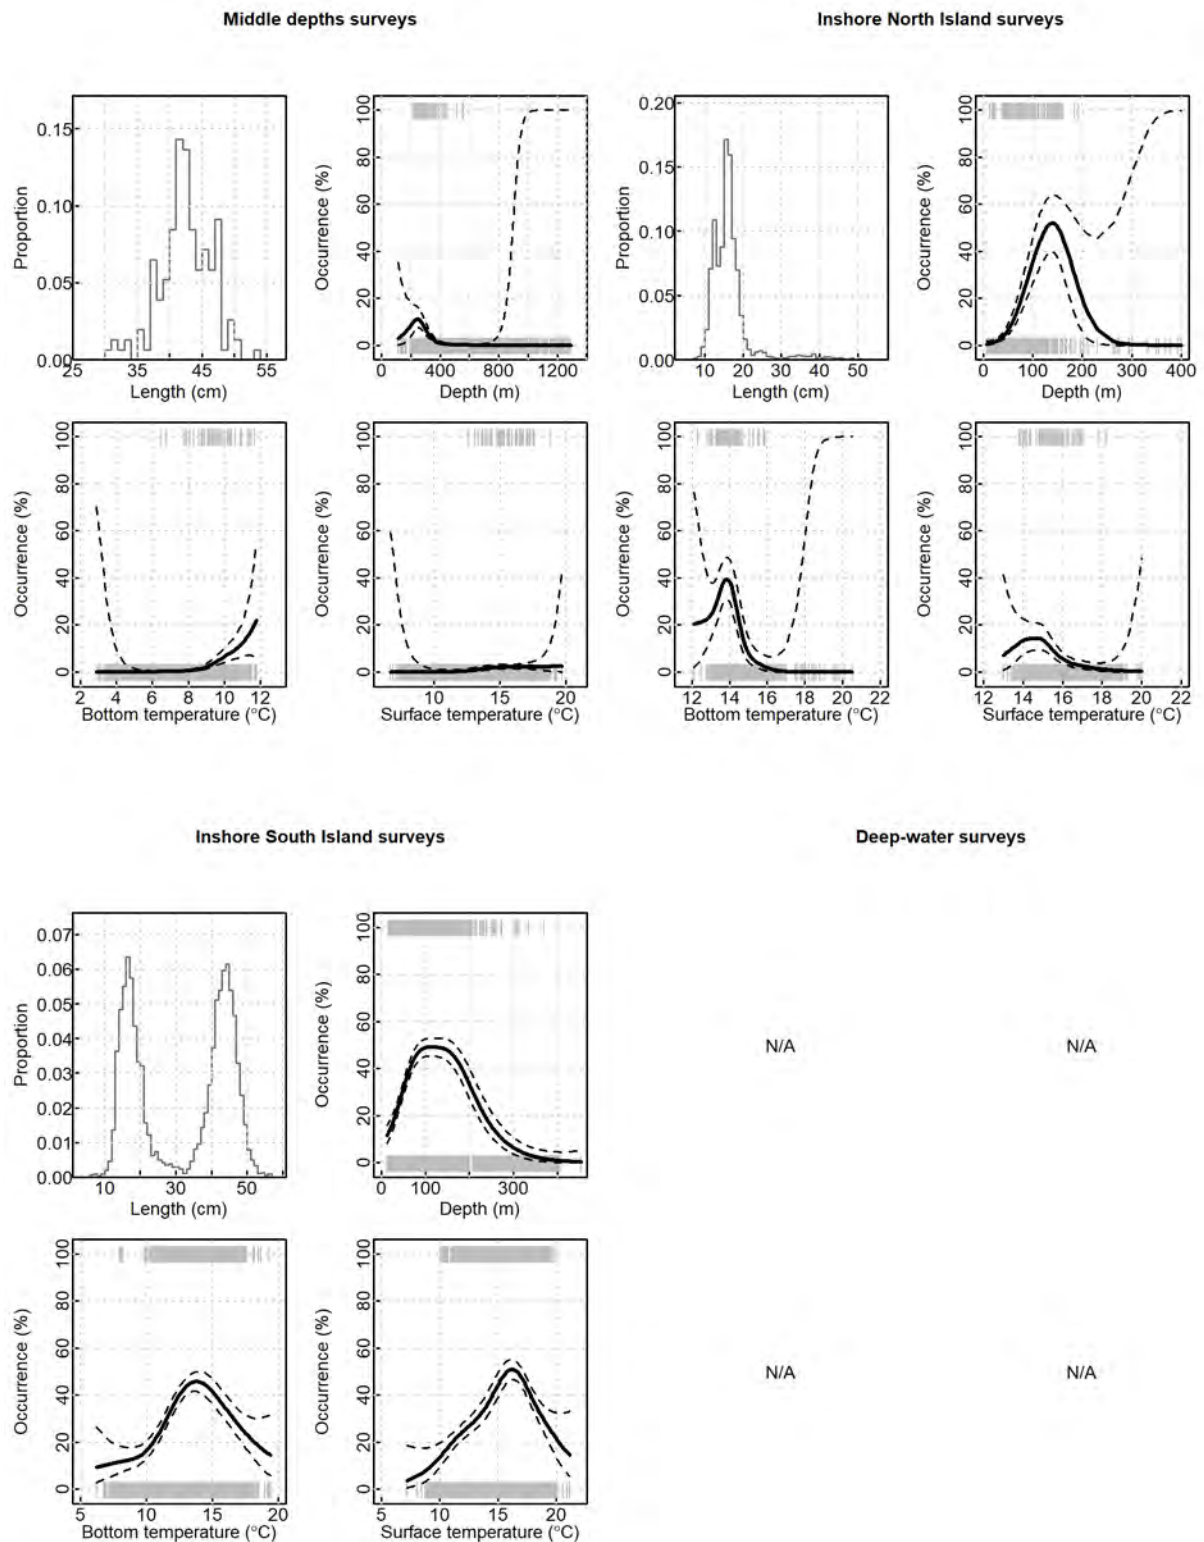 Middle depths surveys
Inshore North Island surveys
0.00 0.05 0.10 0.15
Proportion
25 35 45 55
Length (cm)
0 20 40 60 80 100
Occurrence (%)
0 400 800 1200
Depth (m)
0.00 0.05 0.10 0.15 0.20
Proportion
10 20 30 40 50
Length (cm)
0 20 40 60 80 100
Occurrence (%)
0 100 200 300 400
Depth (m)
0 20 40 60 80 100
Occurrence (%)
2 4 6 8 10 12
Bottom temperature (°C)
0 20 40 60 80 100
Occurrence (%)
10 15 20
Surface temperature (°C)
0 20 40 60 80 100
Occurrence (%)
12 14 16 18 20 22
Bottom temperature (°C)
0 20 40 60 80 100
Occurrence (%)
12 14 16 18 20 22
Surface temperature (°C)
Inshore South Island surveys
Deep-water surveys
0.00 0.01 0.02 0.03 0.04 0.05 0.06 0.07
Proportion
10 30 50
Length (cm)
0 20 40 60 80 100
Occurrence (%)
0 100 300
Depth (m)
N/A
N/A
0 20 40 60 80 100
Occurrence (%)
5 10 15 20
Bottom temperature (°C)
0 20 40 60 80 100
Occurrence (%)
5 10 15 20
Surface temperature (°C)
N/A
N/A